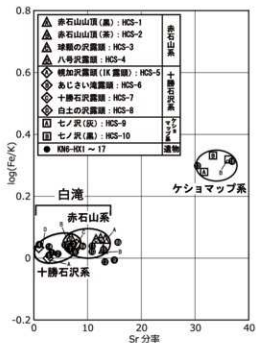 0.8
0.6
0.4
0.2
0
-0.2
log(Fe/K)
赤石山山頂(黒):HCS-1
赤石山山頂(茶):HCS-2
球顆の沢露頭:HCS-3
八号沢露頭:HCS-4
赤石山系
幌加沢露頭(IK露頭):HCS-5
あじさい滝露頭:HCS-6
十勝石沢露頭:HCS-7
白土の沢露頭:HCS-8
十勝石沢系
七ノ沢(灰):HCS-9
七ノ沢(黒):HCS-10
ケショマップ系
KN6-HX1 ~ 17
遺物
ケショマップ系
白滝
赤石山系
十勝石沢系
0 10 20 30 40
Sr 分率